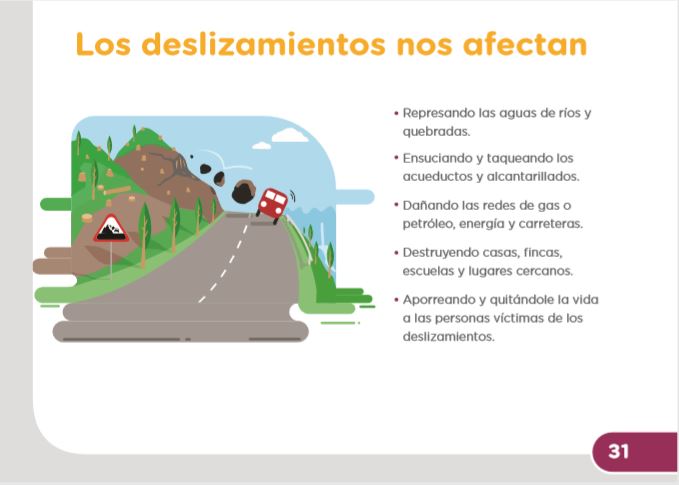 Los deslizamientos nos afectan
• Represando las aguas de ríos y
quebradas.
• Ensuciando y taqueando los
acueductos y alcantarillados.
• Dañando las redes de gas o
petróleo, energía y carreteras.
• Destruyendo casas, fincas,
escuelas y lugares cercanos.
• Aporreando y quitándole la vida
a las personas víctimas de los
deslizamientos.
31